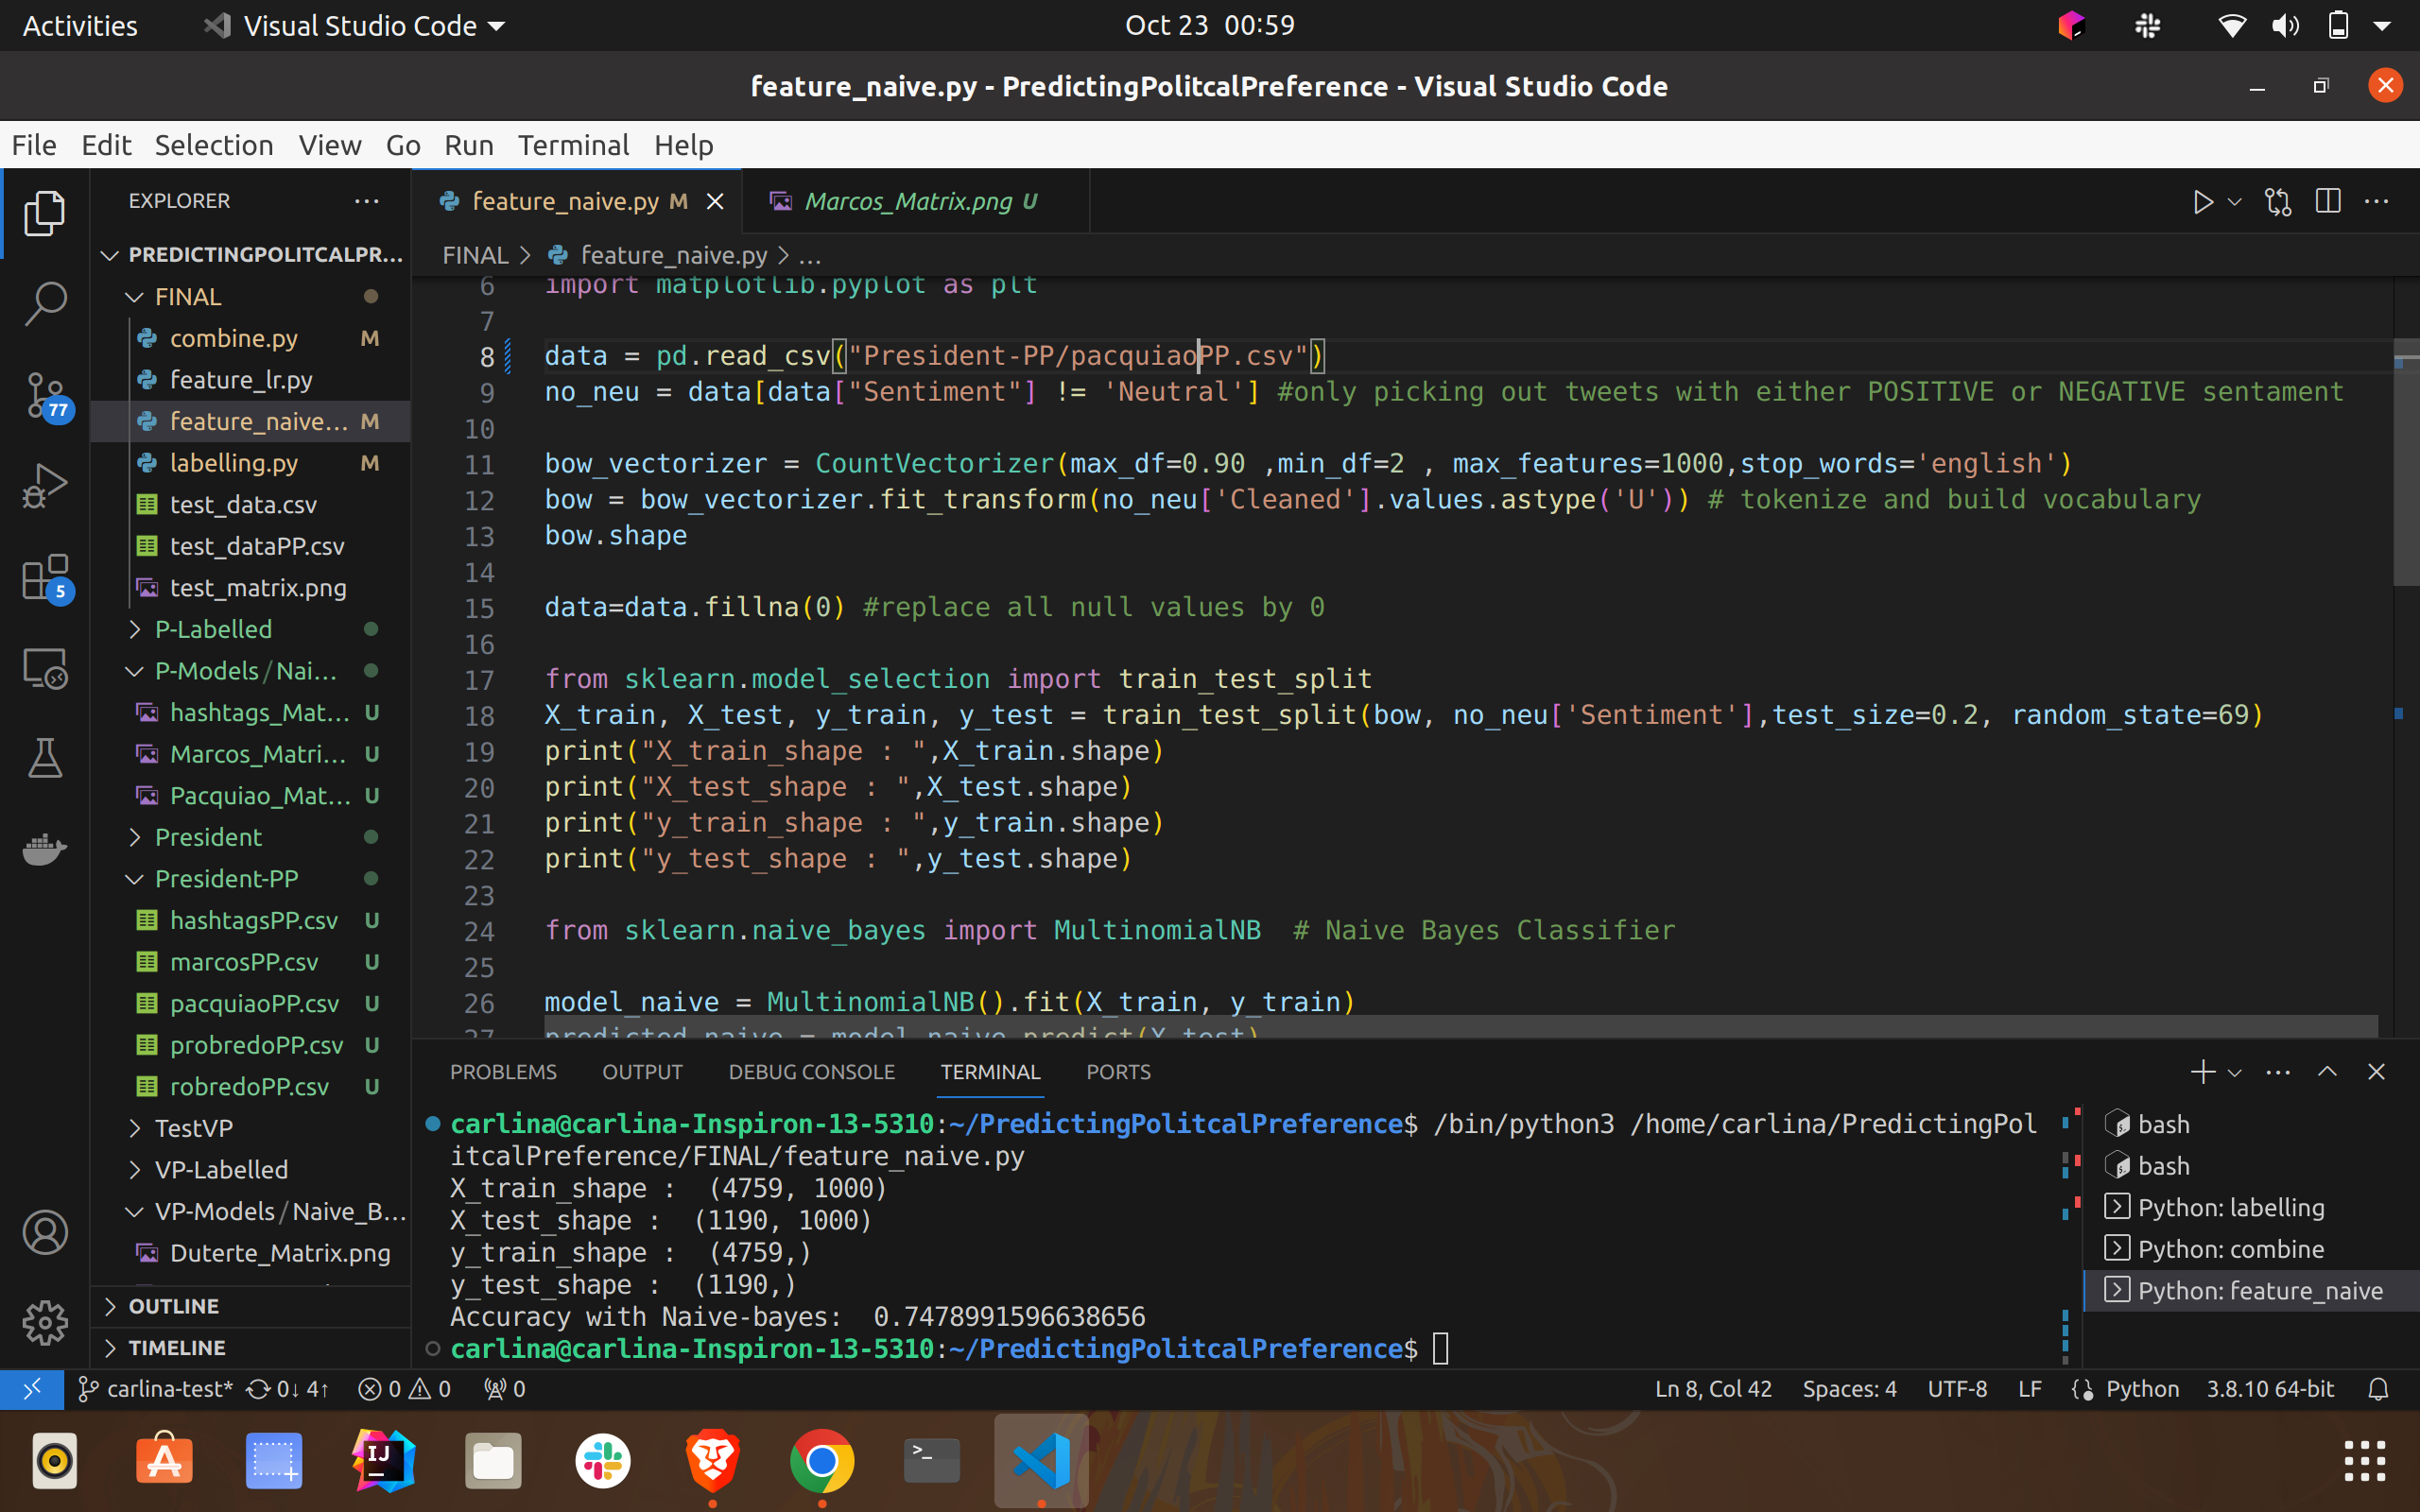 Activities
Visual Studio Code
Oct 23 00:59
feature_naive.py - PredictingPolitcalPreference - Visual Studio Code
File Edit Selection View Go Run Terminal Help
EXPLORER
PREDICTINGPOLITCALPR...
FINAL
combine.py M
feature_lr.py
feature_naive... M
labelling.py M
test_data.csv
test_dataPP.csv
test_matrix.png
P-Labelled
P-Models/Nai...
hashtags_Mat... U
Marcos_Matri... U
Pacquiao_Mat... U
President
President-PP
hashtagsPP.csv U
marcosPP.csv U
pacquiaoPP.csv U
probredoPP.csv U
robredoPP.csv U
TestVP
VP-Labelled
VP-Models/Naive_B...
Duterte_Matrix.png
OUTLINE
TIMELINE
77
5
feature_naive.py M
Marcos_Matrix.png U
FINAL > feature_naive.py > ...
6 import matplotlib.pyplot as plt
7
8 data = pd.read_csv("President-PP/pacquiaoPP.csv")
9 no_neu = data[data["Sentiment"] != 'Neutral'] #only picking out tweets with either POSITIVE or NEGATIVE sentament
10
11 bow_vectorizer = CountVectorizer(max_df=0.90 ,min_df=2 , max_features=1000,stop_words='english')
12 bow = bow_vectorizer.fit_transform(no_neu['Cleaned'].values.astype('U')) # tokenize and build vocabulary
13 bow.shape
14
15 data=data.fillna(0) #replace all null values by 0
16
17 from sklearn.model_selection import train_test_split
18 X_train, X_test, y_train, y_test = train_test_split(bow, no_neu['Sentiment'],test_size=0.2, random_state=69)
19 print("X_train_shape : ",X_train.shape)
20 print("X_test_shape : ",X_test.shape)
21 print("y_train_shape : ",y_train.shape)
22 print("y_test_shape : ",y_test.shape)
23
24 from sklearn.naive_bayes import MultinomialNB  # Naive Bayes Classifier
25
26 model_naive = MultinomialNB().fit(X_train, y_train)
27 predicted_naive = model_naive.predict(X_test)
PROBLEMS OUTPUT DEBUG CONSOLE TERMINAL PORTS
carlina@carlina-Inspiron-13-5310:~/PredictingPolitcalPreference$ /bin/python3 /home/carlina/PredictingPol
itcalPreference/FINAL/feature_naive.py
X_train_shape :  (4759, 1000)
X_test_shape :  (1190, 1000)
y_train_shape :  (4759,)
y_test_shape :  (1190,)
Accuracy with Naive-bayes:  0.7478991596638656
carlina@carlina-Inspiron-13-5310:~/PredictingPolitcalPreference$
bash
bash
Python: labelling
Python: combine
Python: feature_naive
carlina-test* 0↓ 4↑ 0 0 0
Ln 8, Col 42 Spaces: 4 UTF-8 LF Python 3.8.10 64-bit
IJ